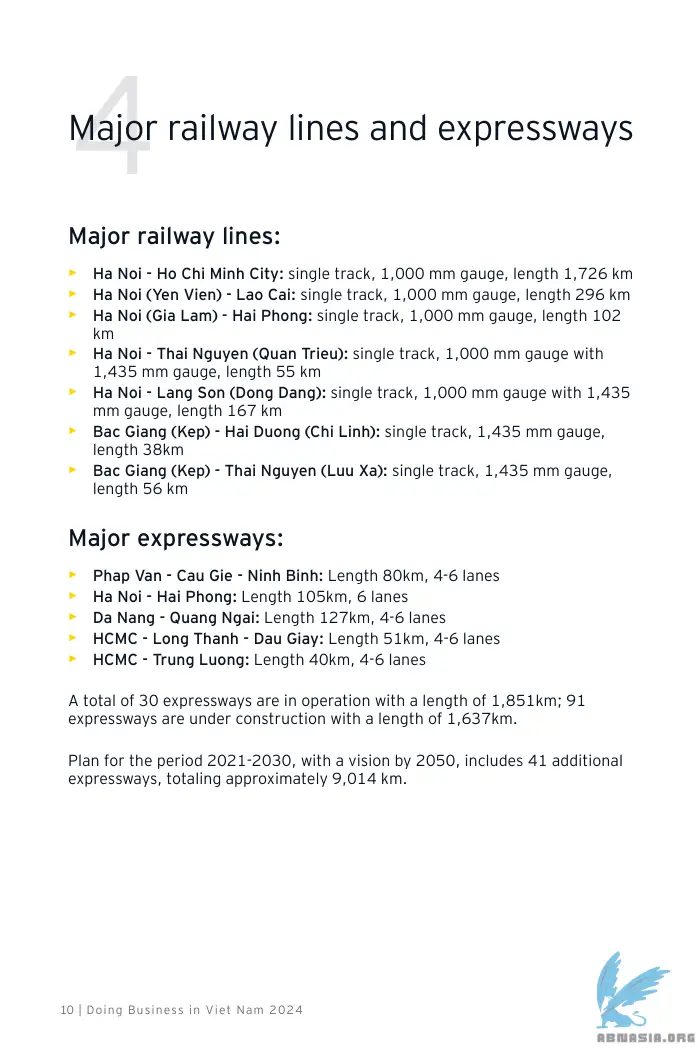 4
Major railway lines and expressways
Major railway lines:
► Ha Noi - Ho Chi Minh City: single track, 1,000 mm gauge, length 1,726 km
► Ha Noi (Yen Vien) - Lao Cai: single track, 1,000 mm gauge, length 296 km
► Ha Noi (Gia Lam) - Hai Phong: single track, 1,000 mm gauge, length 102
km
► Ha Noi - Thai Nguyen (Quan Trieu): single track, 1,000 mm gauge with
1,435 mm gauge, length 55 km
► Ha Noi - Lang Son (Dong Dang): single track, 1,000 mm gauge with 1,435
mm gauge, length 167 km
► Bac Giang (Kep) - Hai Duong (Chi Linh): single track, 1,435 mm gauge,
length 38km
► Bac Giang (Kep) - Thai Nguyen (Luu Xa): single track, 1,435 mm gauge,
length 56 km
Major expressways:
► Phap Van - Cau Gie - Ninh Binh: Length 80km, 4-6 lanes
► Ha Noi - Hai Phong: Length 105km, 6 lanes
► Da Nang - Quang Ngai: Length 127km, 4-6 lanes
► HCMC - Long Thanh - Dau Giay: Length 51km, 4-6 lanes
► HCMC - Trung Luong: Length 40km, 4-6 lanes
A total of 30 expressways are in operation with a length of 1,851km; 91
expressways are under construction with a length of 1,637km.
Plan for the period 2021-2030, with a vision by 2050, includes 41 additional
expressways, totaling approximately 9,014 km.
10 | Doing Business in Viet Nam 2024
ABNASIA.ORG